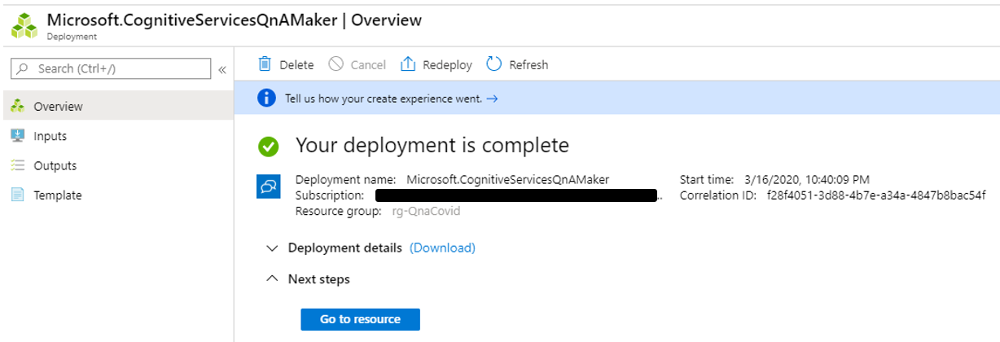 Microsoft.CognitiveServicesQnAMaker | Overview
Deployment
Search (Ctrl+/)
«
Delete
Cancel
Redeploy
Refresh
Tell us how your create experience went. →
Overview
Inputs
Outputs
Template
Your deployment is complete
Deployment name: Microsoft.CognitiveServicesQnAMaker
Subscription: ..
Resource group: rg-QnaCovid
Start time: 3/16/2020, 10:40:09 PM
Correlation ID: f28f4051-3d88-4b7e-a34a-4847b8bac54f
Deployment details (Download)
Next steps
Go to resource